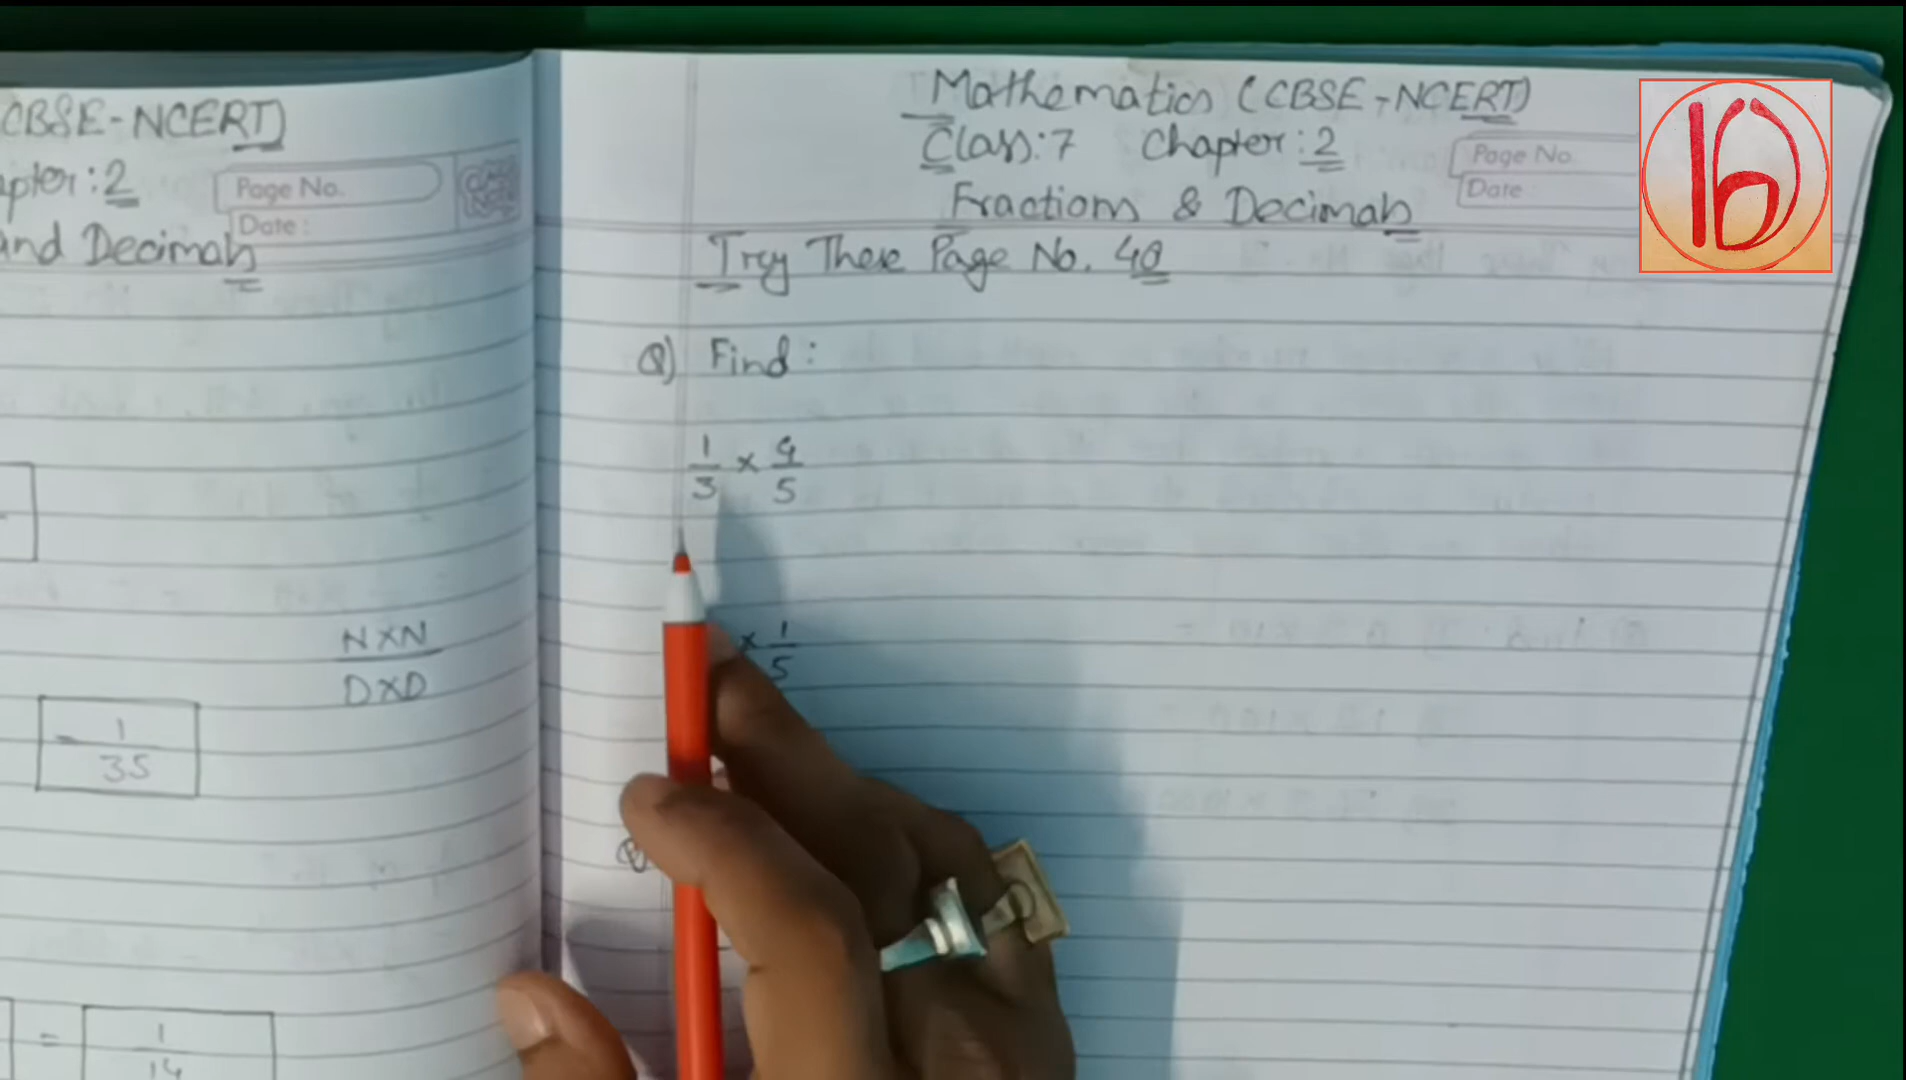 CBSE-NCERT)
:2
Page No.
Date:
and Decimals
N×N
D×D
- 1/35
= 1/14
Mathematics (CBSE-NCERT)
Class:7 Chapter:2
Page No.
Date:
Fractions & Decimals
Try These Page No. 40
Q) Find:
1/3 × 4/5
× 1/5
Q